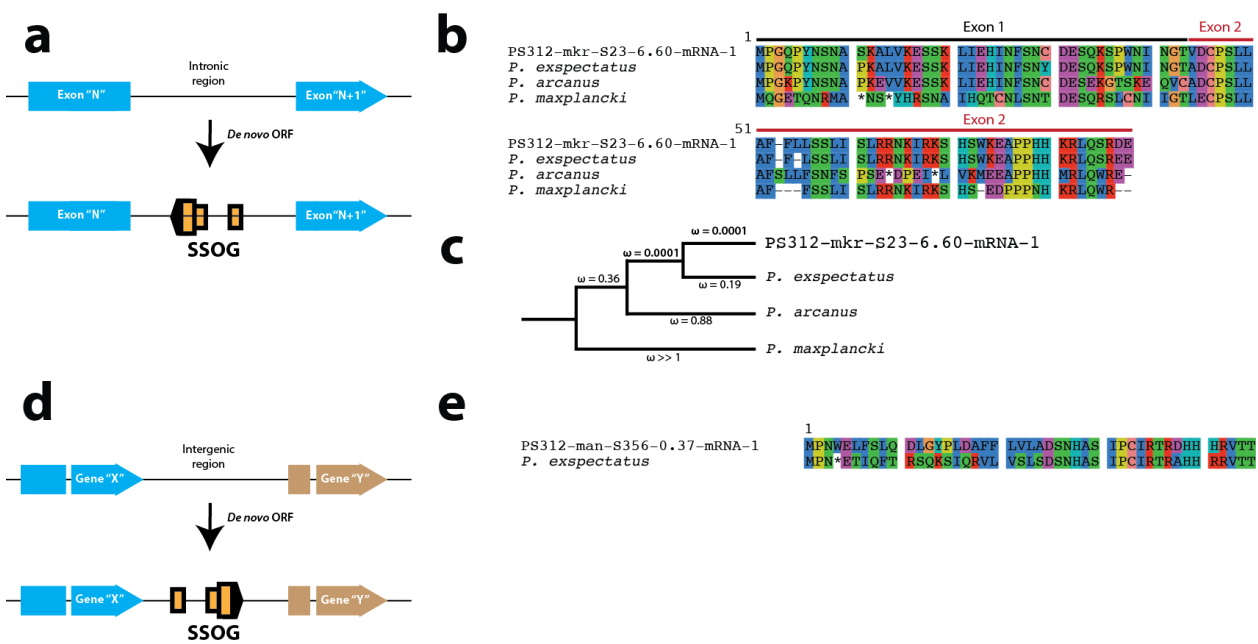 a
Intronic
region
Exon "N"
Exon"N+1"
De novo ORF
Exon "N"
Exon"N+1"
SSOG
b
Exon 1
Exon 2
1
PS312-mkr-S23-6.60-mRNA-1 MPGQPYNSNA SKALVKESSK LIEHINFSNC DESQKSPWNI NGTVDCPSLL
P. exspectatus MPGQPYNSNA PKALVKESSK LIEHINFSNY DESQKSPWNI NGTADCPSLL
P. arcanus MPGKPYNSNA PKEVVKESSK LIEHINFSNC DESEKGTSKE QVCADCPSLL
P. maxplancki MQGETQNRMA *NS*YHRSNA IHQTCNLSNT DESQRSLCNI IGTLECPSLL
51
Exon 2
PS312-mkr-S23-6.60-mRNA-1 AF-FLLSSLI SLRRNKIRKS HSWKEAPPHH KRLQSRDE
P. exspectatus AF-F-LSSLI SLRRNKIRKS HSWKEAPPHH KRLQSREE
P. arcanus AFSLLFSNFS PSE*DPEI*L VKMEEAPPHH MRLQWRE-
P. maxplancki AF---FSSLI SLRRNKIRKS HS-EDPPPNH KRLQWR--
c
ω = 0.0001
PS312-mkr-S23-6.60-mRNA-1
ω = 0.0001
ω = 0.36
ω = 0.19
P. exspectatus
ω = 0.88
P. arcanus
ω >> 1
P. maxplancki
d
Intergenic
region
Gene "X"
Gene "Y"
De novo ORF
Gene "X"
Gene "Y"
SSOG
e
1
PS312-man-S356-0.37-mRNA-1 MPNWELFSLQ DLGYPLDAFF LVLADSNHAS IPCIRTRDHH HRVTT
P. exspectatus MPN*ETIQFT RSQKSIQRVL VSLSDSNHAS IPCIRTRAHH RRVTT